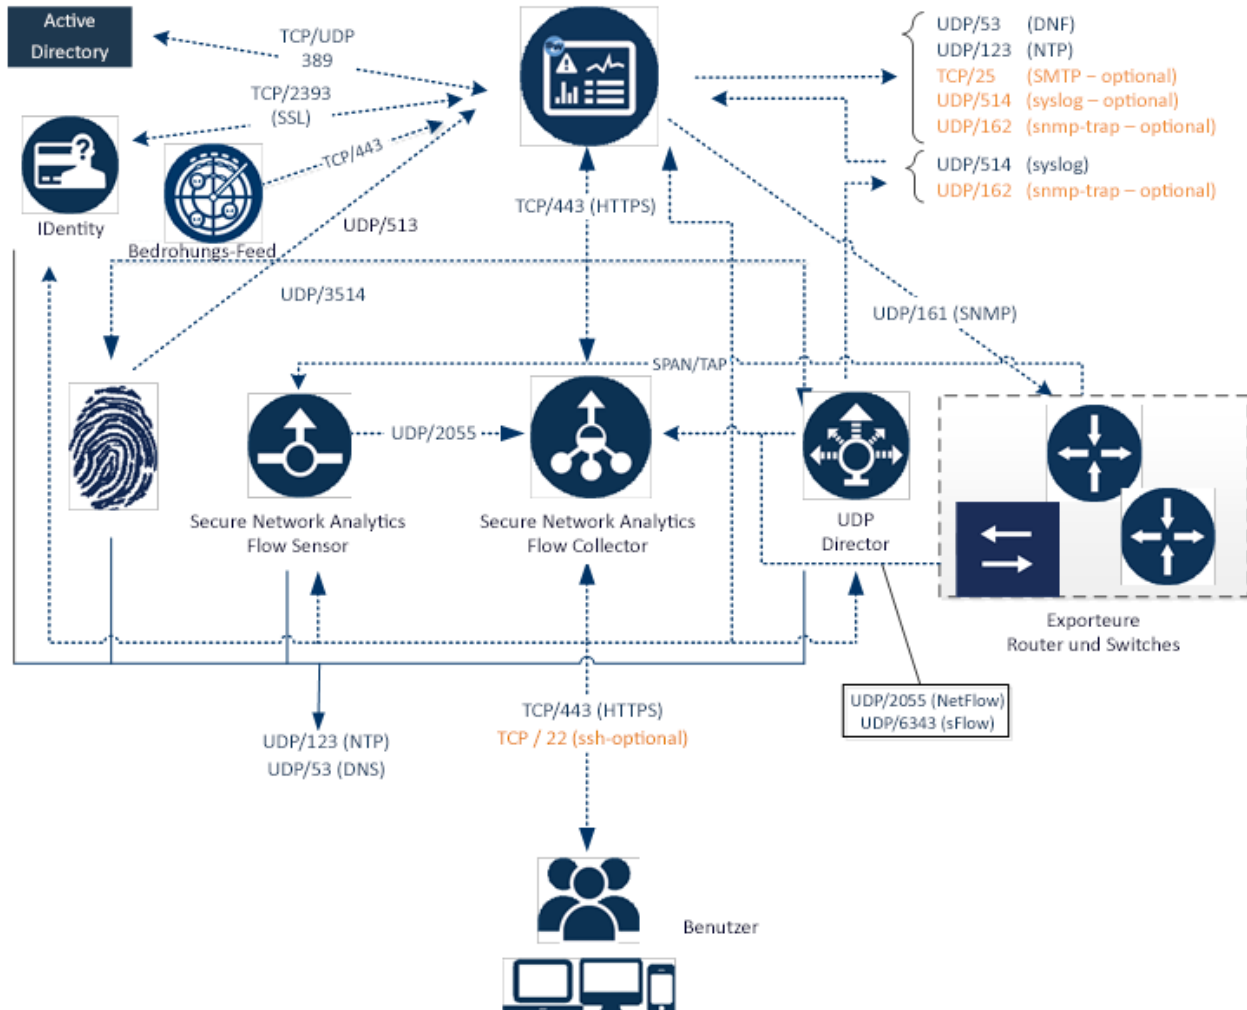 Active
Directory
TCP/UDP
389
TCP/2393
(SSL)
TCP/443
IDentity
Bedrohungs-Feed
UDP/513
UDP/3514
TCP/443 (HTTPS)
UDP/53 (DNF)
UDP/123 (NTP)
TCP/25 (SMTP – optional)
UDP/514 (syslog – optional)
UDP/162 (snmp-trap – optional)
UDP/514 (syslog)
UDP/162 (snmp-trap – optional)
UDP/161 (SNMP)
SPAN/TAP
UDP/2055
Secure Network Analytics
Flow Sensor
Secure Network Analytics
Flow Collector
UDP
Director
Exporteure
Router und Switches
UDP/2055 (NetFlow)
UDP/6343 (sFlow)
TCP/443 (HTTPS)
TCP / 22 (ssh-optional)
UDP/123 (NTP)
UDP/53 (DNS)
Benutzer